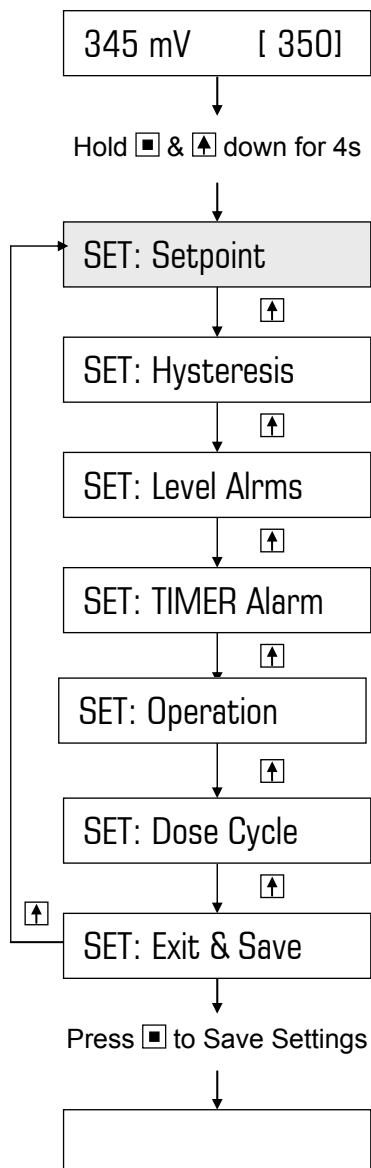 345 mV [ 350]
Hold ■ & ↑ down for 4s
SET: Setpoint
↑
SET: Hysteresis
↑
SET: Level Alrms
↑
SET: TIMER Alarm
↑
SET: Operation
↑
SET: Dose Cycle
↑
↑
SET: Exit & Save
Press ■ to Save Settings